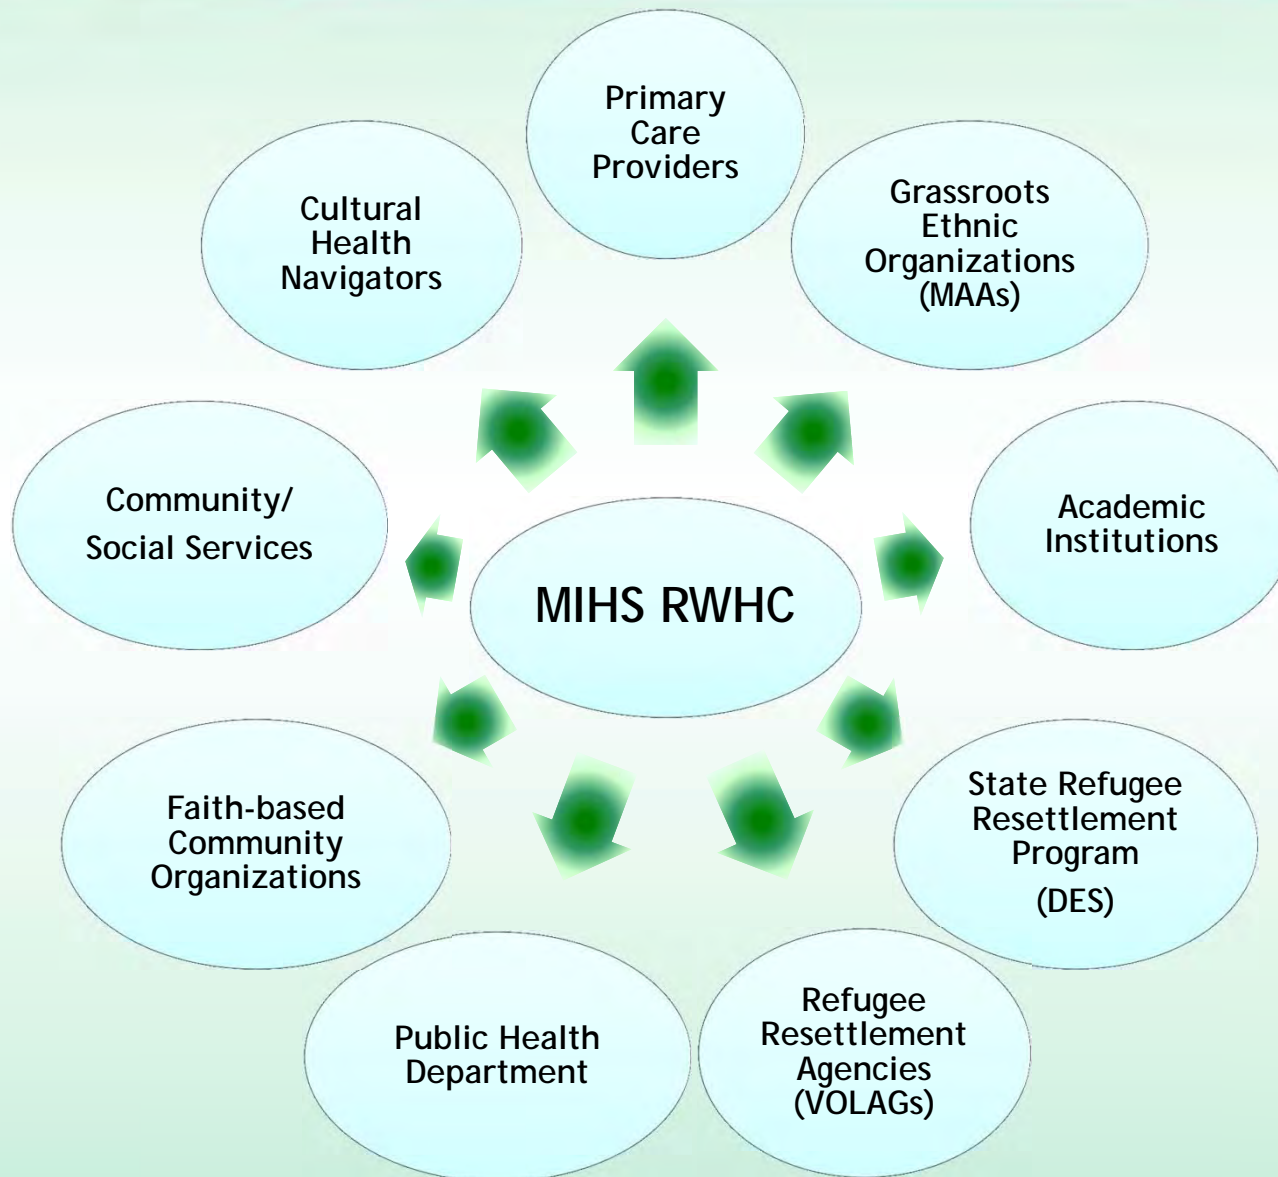 Primary
Care
Providers
Grassroots
Ethnic
Organizations
(MAAs)
Academic
Institutions
State Refugee
Resettlement
Program
(DES)
Refugee
Resettlement
Agencies
(VOLAGs)
Public Health
Department
Faith-based
Community
Organizations
Community/
Social Services
Cultural
Health
Navigators
MIHS RWHC